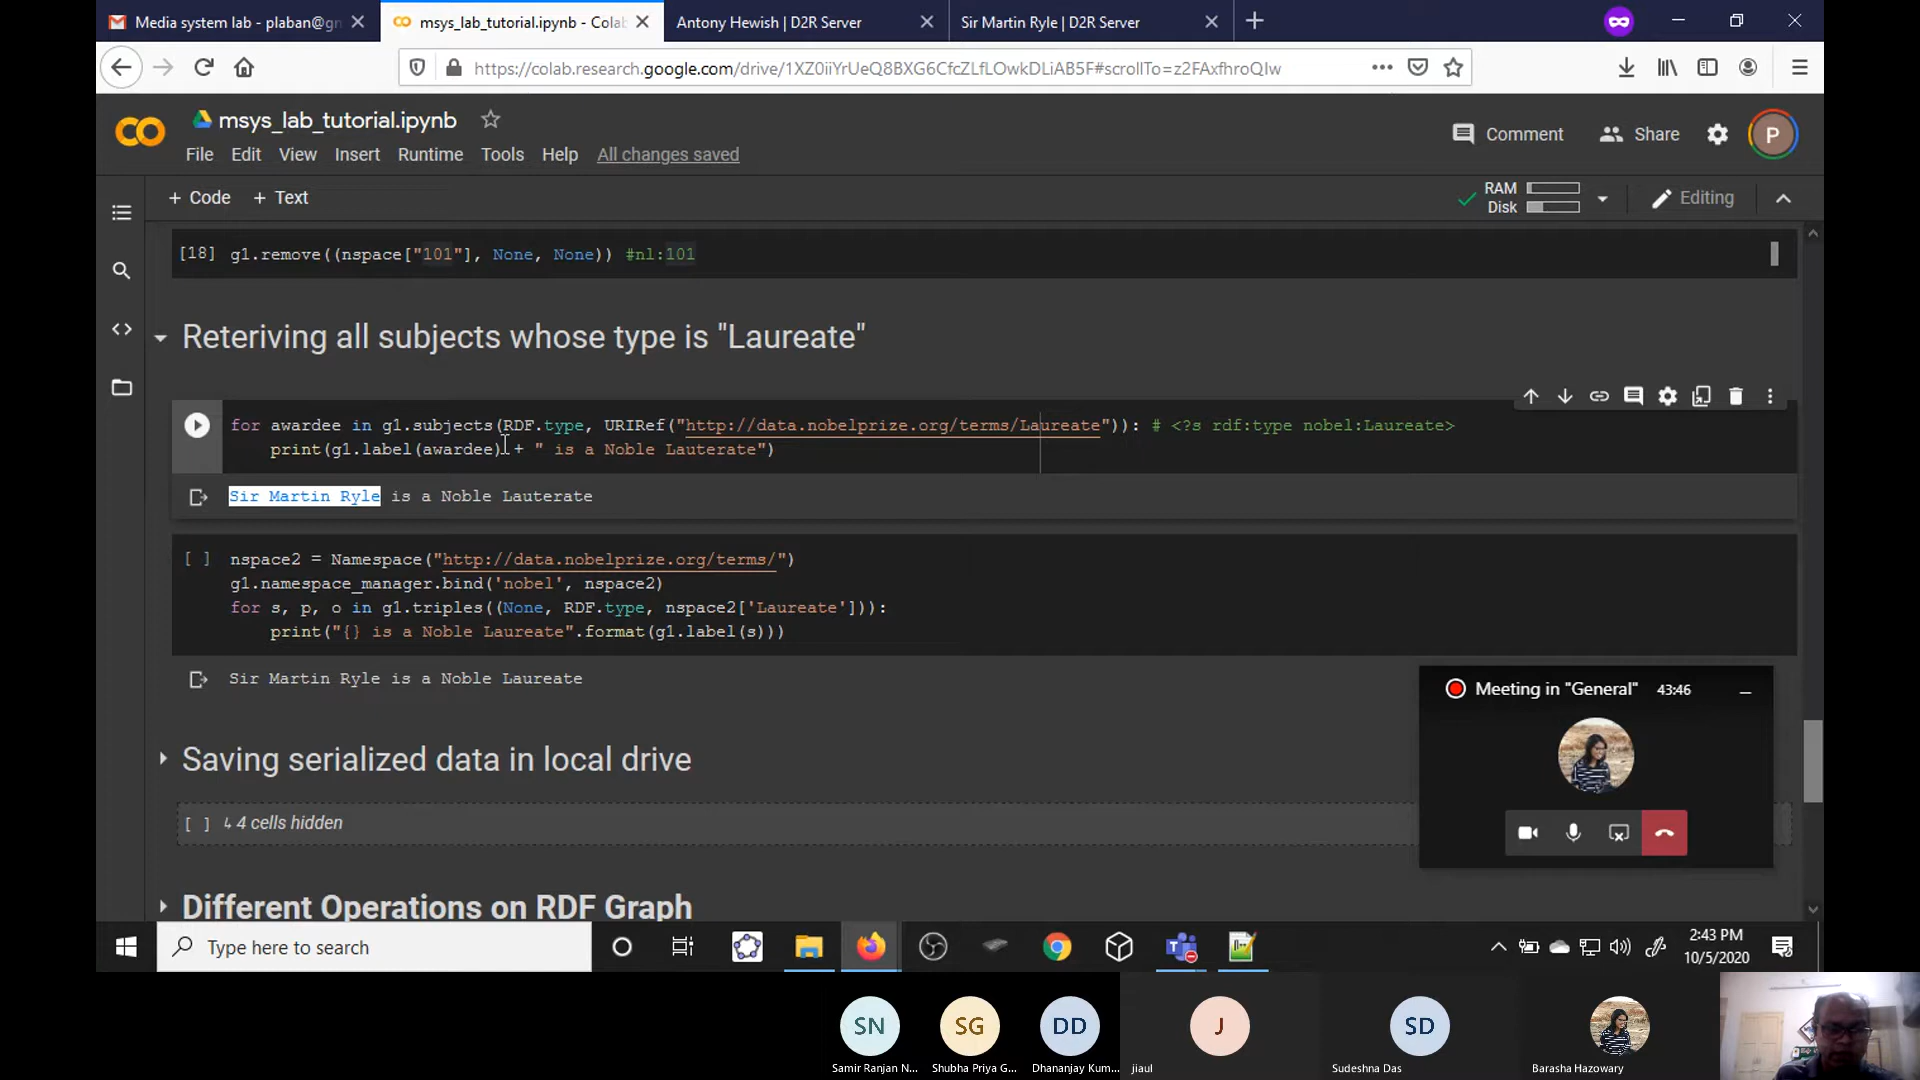 Media system lab - plaban@gm
msys_lab_tutorial.ipynb - Colab
Antony Hewish | D2R Server
Sir Martin Ryle | D2R Server
https://colab.research.google.com/drive/1XZ0iiYrUeQ8BXG6CfcZLfLOwkDLiAB5F#scrollTo=z2FAxfhroQIw
msys_lab_tutorial.ipynb
Comment
Share
P
File Edit View Insert Runtime Tools Help All changes saved
+ Code + Text
RAM
Disk
Editing
[18] g1.remove((nspace["101"], None, None)) #nl:101
Reteriving all subjects whose type is "Laureate"
for awardee in g1.subjects(RDF.type, URIRef("http://data.nobelprize.org/terms/Laureate")): # <?s rdf:type nobel:Laureate>
print(g1.label(awardee) + " is a Noble Lauterate")
Sir Martin Ryle is a Noble Lauterate
[ ] nspace2 = Namespace("http://data.nobelprize.org/terms/")
g1.namespace_manager.bind('nobel', nspace2)
for s, p, o in g1.triples((None, RDF.type, nspace2['Laureate'])):
print("{} is a Noble Laureate".format(g1.label(s)))
Sir Martin Ryle is a Noble Laureate
Meeting in "General" 43:46
Saving serialized data in local drive
[ ] ↳ 4 cells hidden
Different Operations on RDF Graph
Type here to search
2:43 PM
10/5/2020
SN
SG
DD
J
SD
Samir Ranjan N...
Shubha Priya G...
Dhananjay Kum...
jiaul
Sudeshna Das
Barasha Hazowary